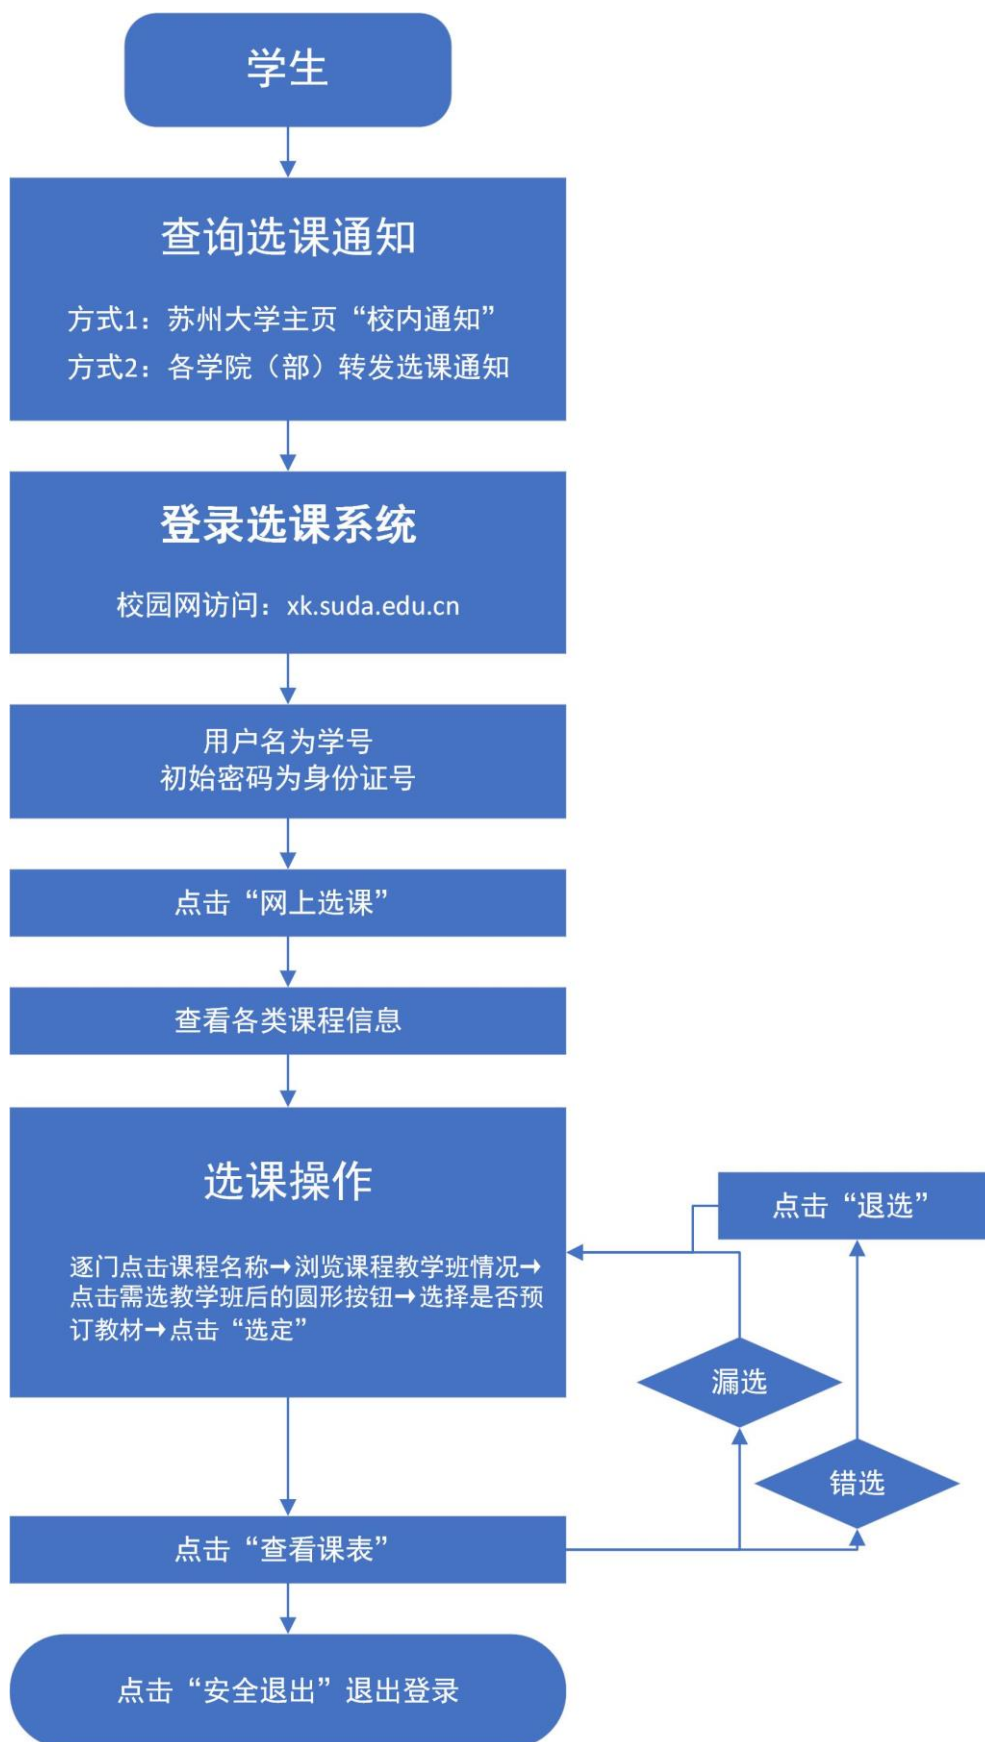 学生
查询选课通知
方式1：苏州大学主页“校内通知”
方式2：各学院（部）转发选课通知
登录选课系统
校园网访问：xk.suda.edu.cn
用户名为学号
初始密码为身份证号
点击“网上选课”
查看各类课程信息
选课操作
逐门点击课程名称→浏览课程教学班情况→
点击需选教学班后的圆形按钮→选择是否预
订教材→点击“选定”
点击“退选”
漏选
错选
点击“查看课表”
点击“安全退出”退出登录